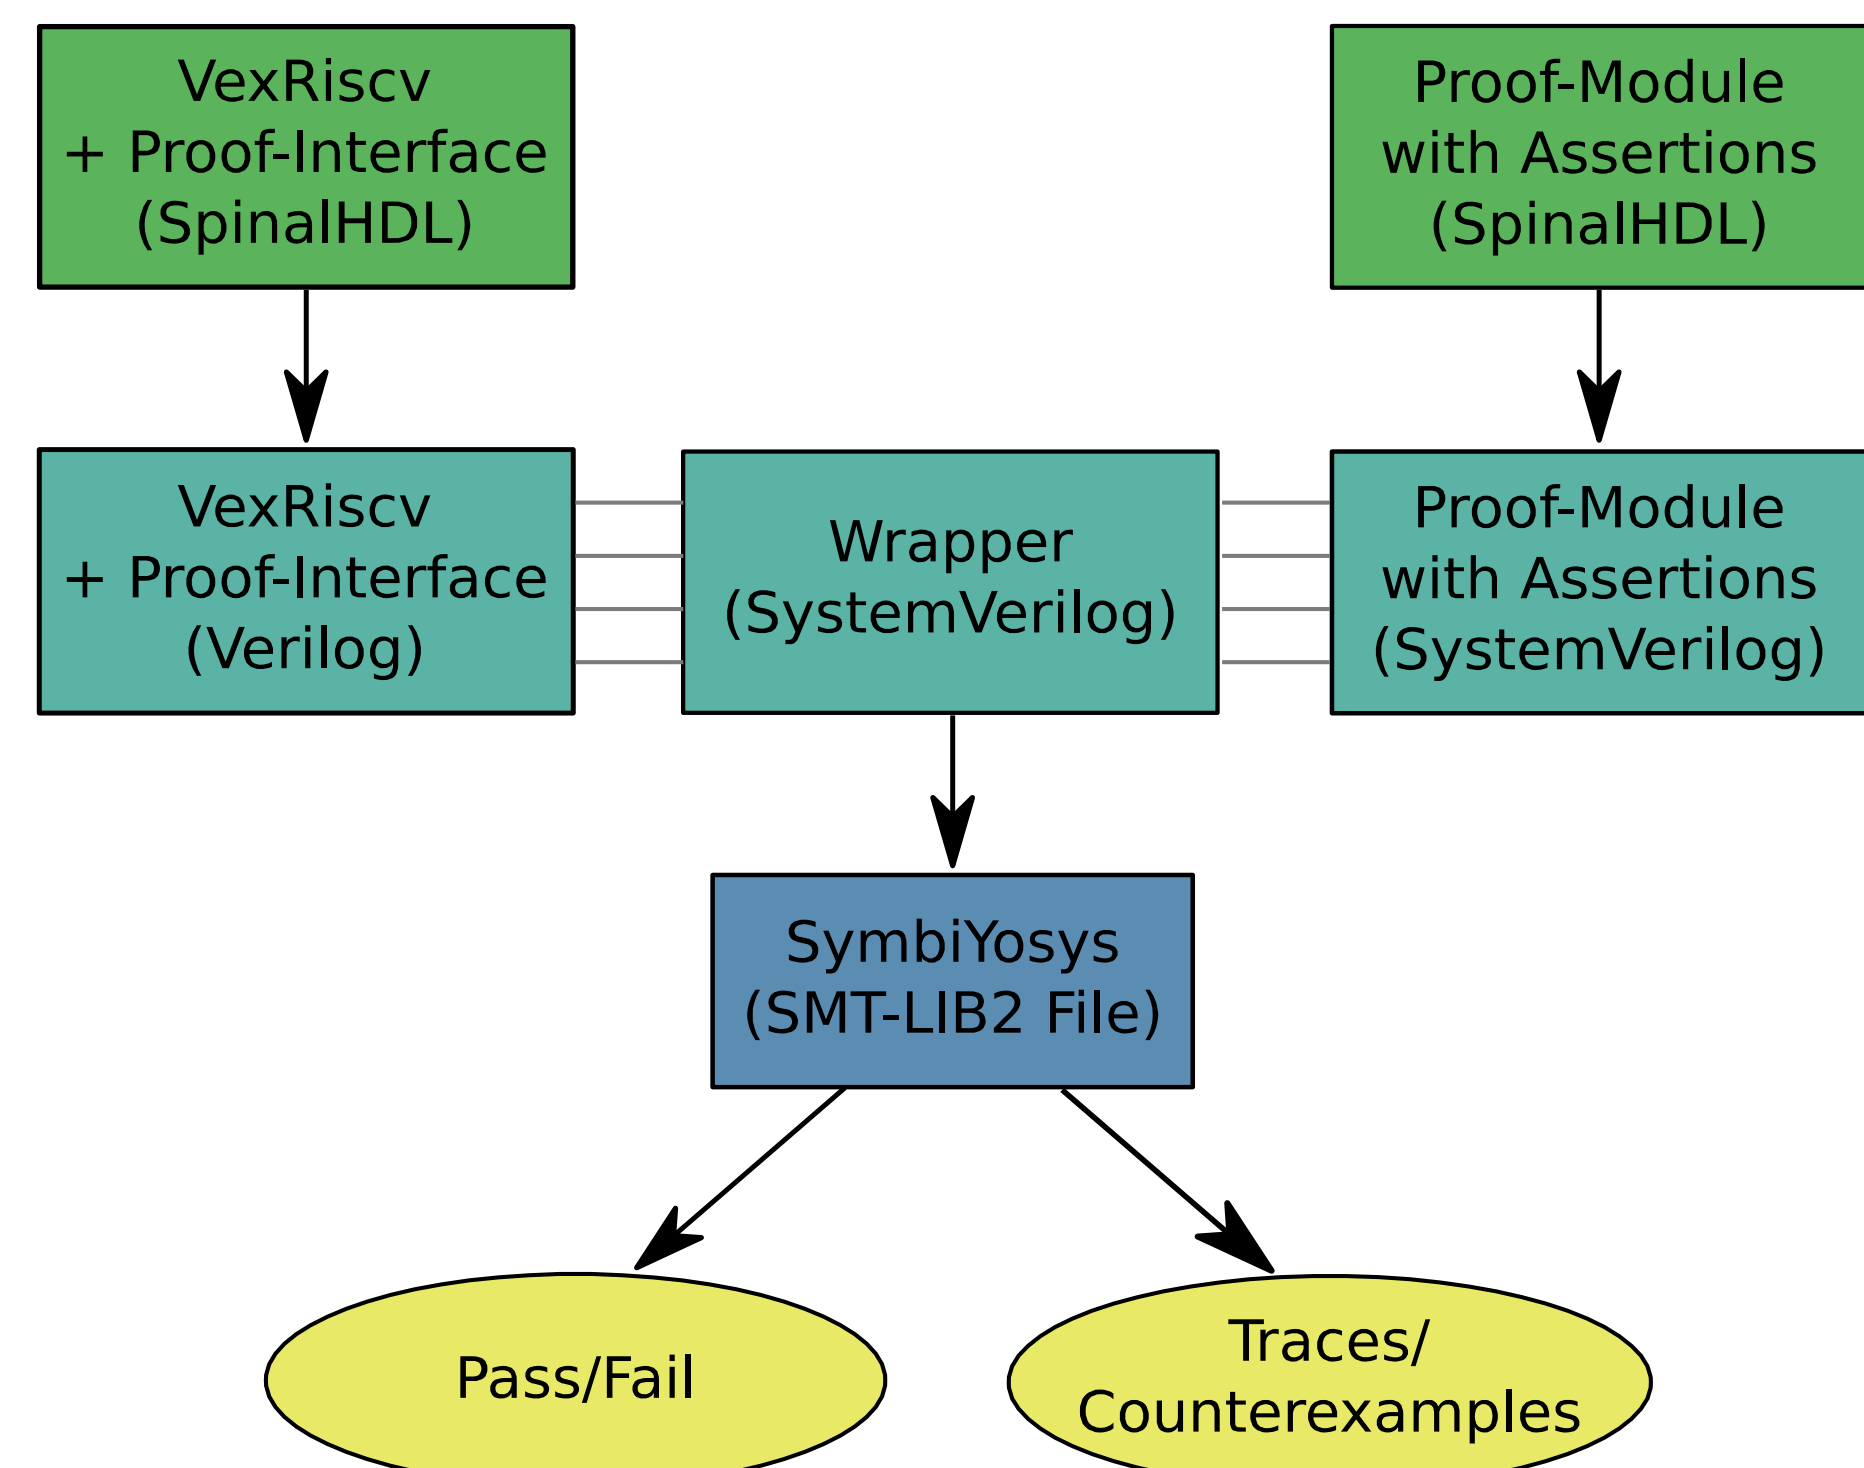 VexRiscv
+ Proof-Interface
(SpinalHDL)
Proof-Module
with Assertions
(SpinalHDL)
VexRiscv
+ Proof-Interface
(Verilog)
Wrapper
(SystemVerilog)
Proof-Module
with Assertions
(SystemVerilog)
SymbiYosys
(SMT-LIB2 File)
Pass/Fail
Traces/
Counterexamples